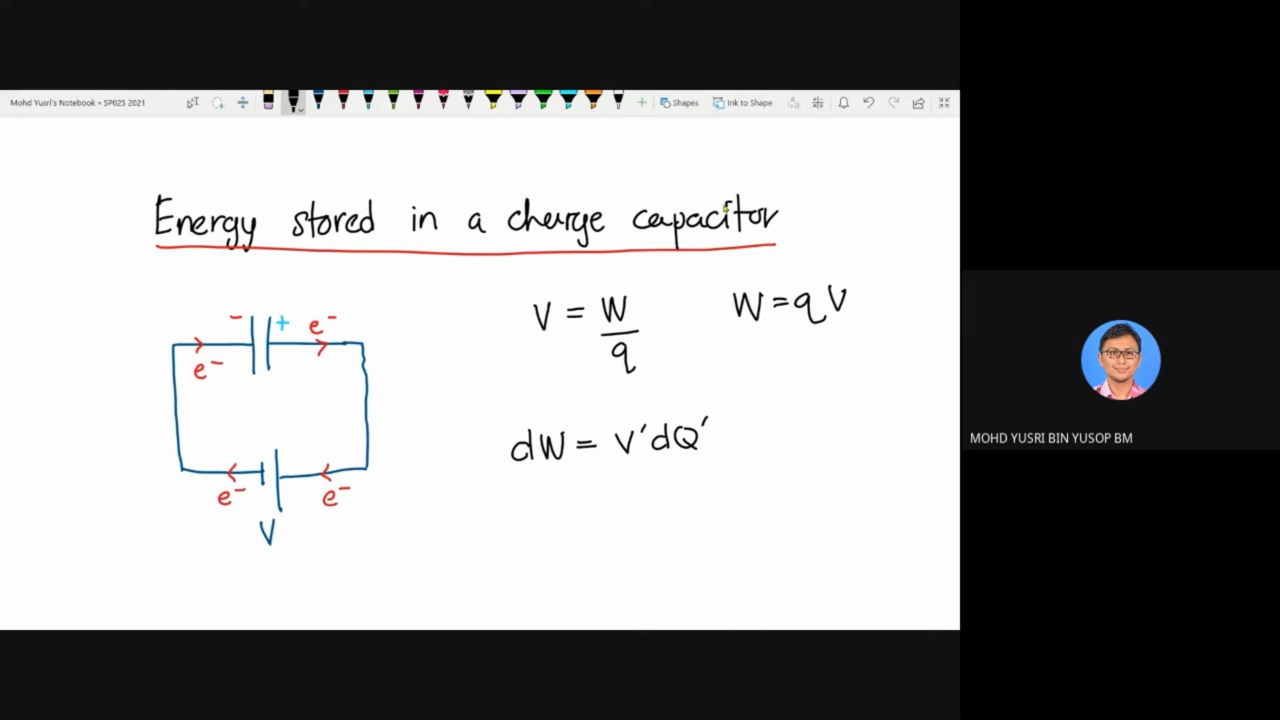 Mohd Yusri's Notebook » SP025 2021
Shapes
Ink to Shape
Energy stored in a charge capacitor
- + e⁻
e⁻
e⁻ e⁻
V
V = W/q
W = qV
dW = V′dQ′
MOHD YUSRI BIN YUSOP BM